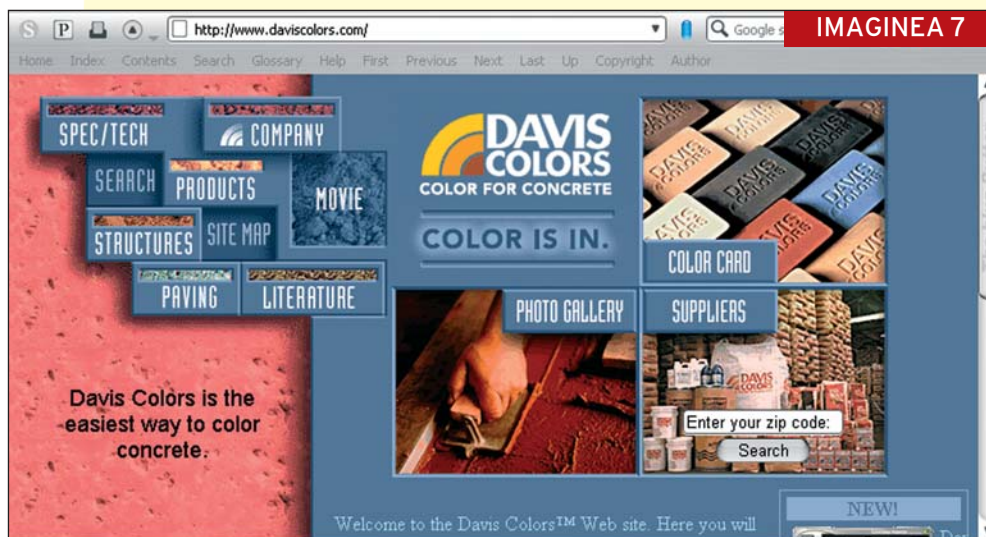 S P http://www.daviscolors.com/ Google s
IMAGINEA 7
Home Index Contents Search Glossary Help First Previous Next Last Up Copyright Author
SPEC/TECH
COMPANY
SEARCH
PRODUCTS
MOVIE
STRUCTURES
SITE MAP
PAVING
LITERATURE
DAVIS
COLORS
COLOR FOR CONCRETE
COLOR IS IN.
DAVIS
COLORS
COLOR CARD
PHOTO GALLERY
SUPPLIERS
DAVIS
Enter your zip code:
Search
Davis Colors is the
easiest way to color
concrete.
Welcome to the Davis Colors™ Web site. Here you will
NEW!